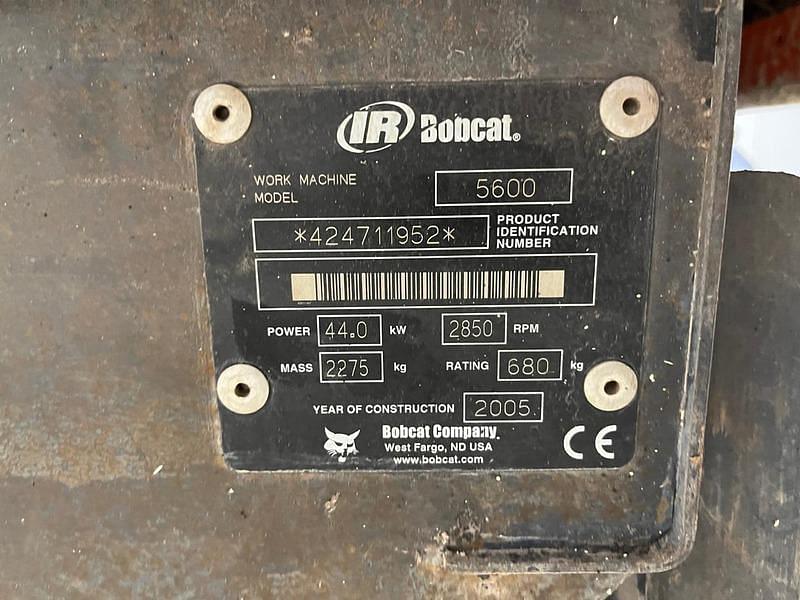 IR Bobcat®
WORK MACHINE
MODEL
5600
*424711952*
PRODUCT
IDENTIFICATION
NUMBER
POWER 44.0 kW 2850 RPM
MASS 2275 kg RATING 680 kg
YEAR OF CONSTRUCTION 2005
Bobcat Company
West Fargo, ND USA
www.bobcat.com
CE